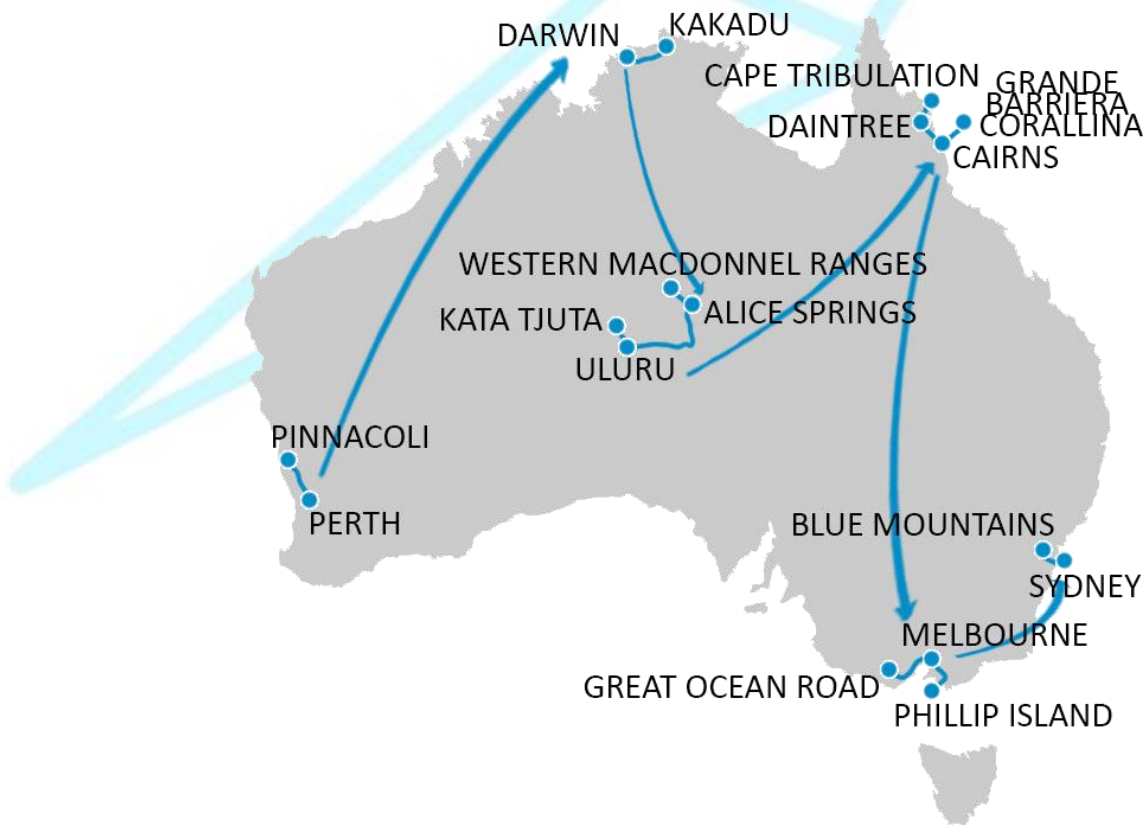 KAKADU
DARWIN
CAPE TRIBULATION
GRANDE
BARRIERA
CORALLINA
DAINTREE
CAIRNS
WESTERN MACDONNEL RANGES
KATA TJUTA
ALICE SPRINGS
ULURU
PINNACOLI
PERTH
BLUE MOUNTAINS
SYDNEY
MELBOURNE
GREAT OCEAN ROAD
PHILLIP ISLAND